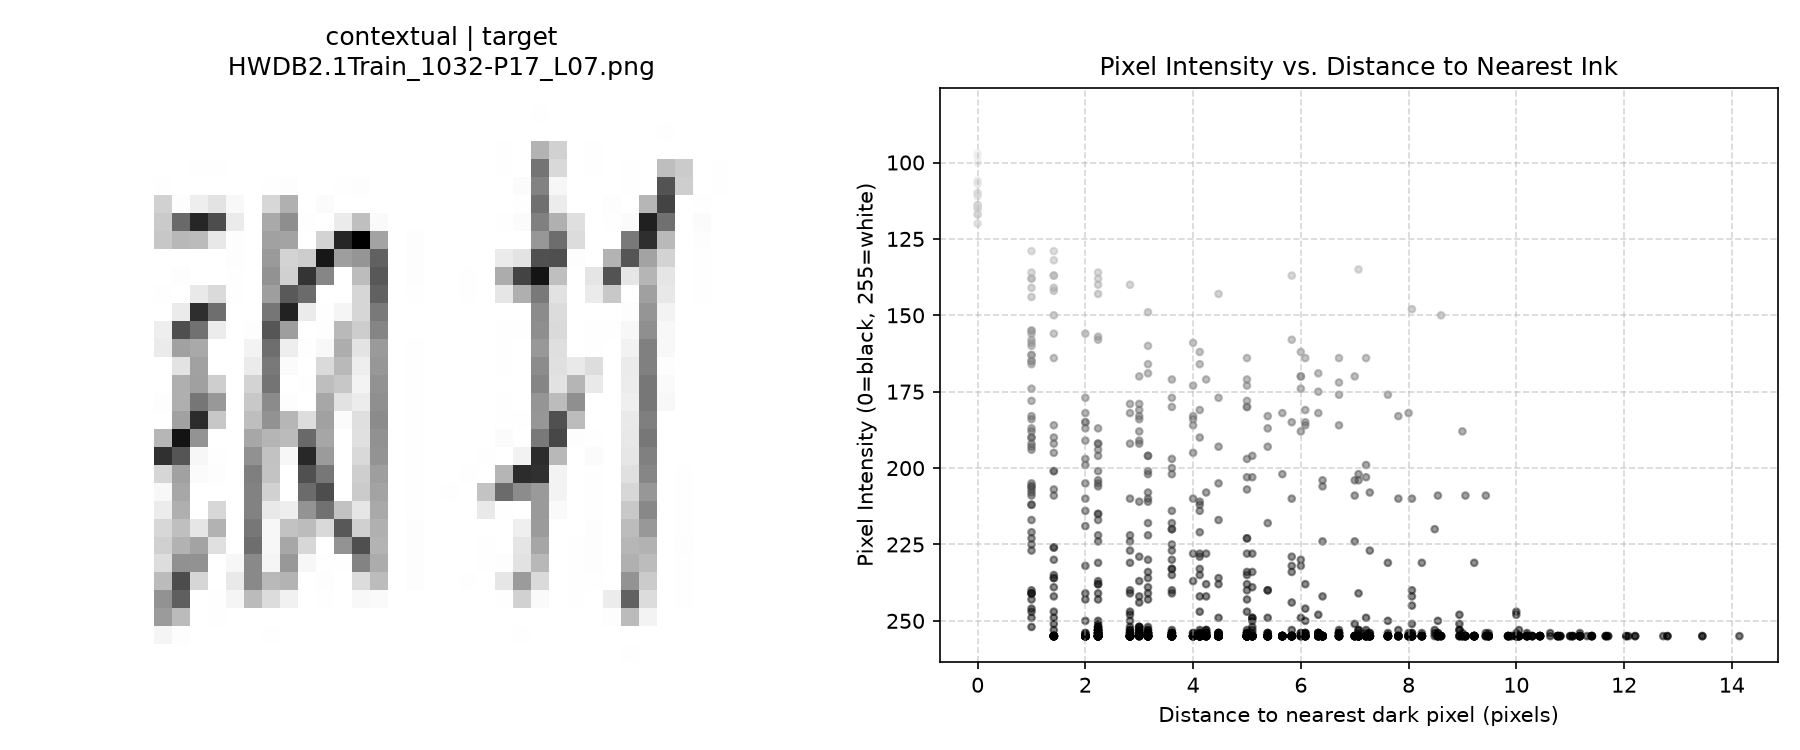 contextual | target
HWDB2.1Train_1032-P17_L07.png
Pixel Intensity vs. Distance to Nearest Ink
Pixel Intensity (0=black, 255=white)
100
125
150
175
200
225
250
0 2 4 6 8 10 12 14
Distance to nearest dark pixel (pixels)